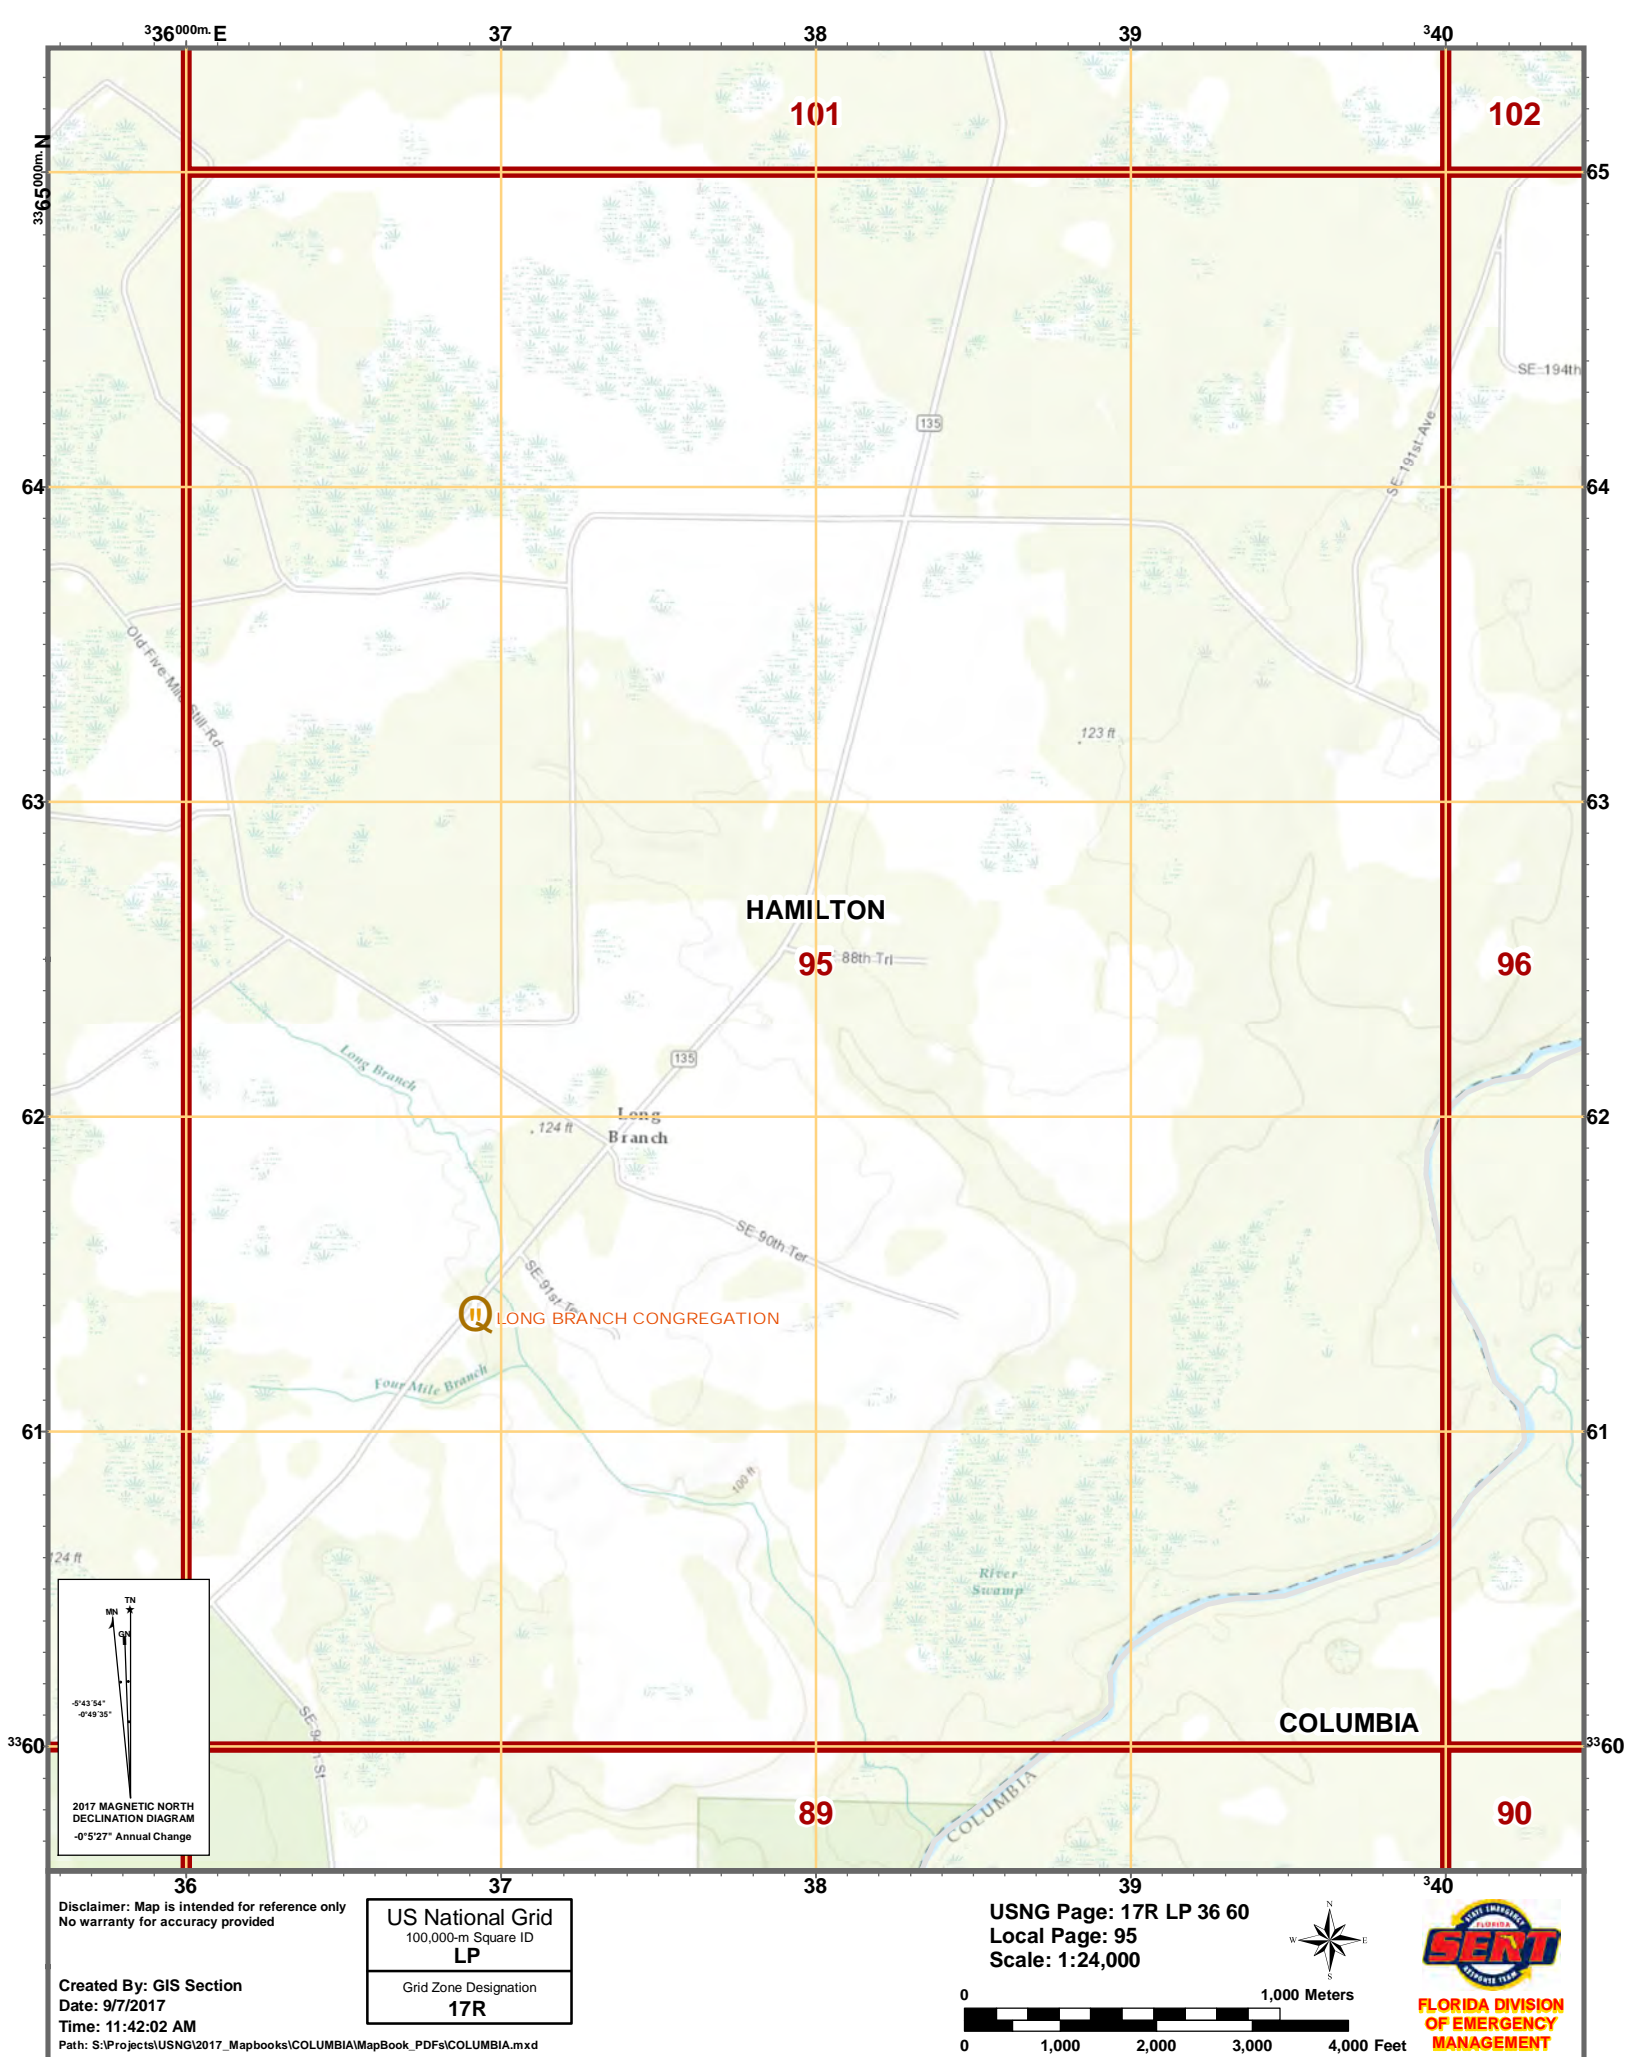 336000m. E
37
38
39
340
101
102
3365000m. N
65
SE 194th
135
SE 191st Ave
64
64
Old Five Mile Still Rd
123 ft
63
63
HAMILTON
95
88th Trl
96
Long Branch
135
62
62
Long
Branch
124 ft
SE 90th Ter
SE 91st Ter
LONG BRANCH CONGREGATION
Four Mile Branch
61
61
100 ft
124 ft
River
Swamp
TN
MN
GN
-5°43'54"
-0°49'35"
2017 MAGNETIC NORTH
DECLINATION DIAGRAM
-0°5'27" Annual Change
SE 94th St
COLUMBIA
3360
3360
89
COLUMBIA
90
36
37
38
39
340
Disclaimer: Map is intended for reference only
No warranty for accuracy provided
Created By: GIS Section
Date: 9/7/2017
Time: 11:42:02 AM
Path: S:\Projects\USNG\2017_Mapbooks\COLUMBIA\MapBook_PDFs\COLUMBIA.mxd
US National Grid
100,000-m Square ID
LP
Grid Zone Designation
17R
USNG Page: 17R LP 36 60
Local Page: 95
Scale: 1:24,000
N
W
E
S
0
1,000 Meters
0
1,000
2,000
3,000
4,000 Feet
STATE EMERGENCY
FLORIDA
SERT
RESPONSE TEAM
FLORIDA DIVISION
OF EMERGENCY
MANAGEMENT